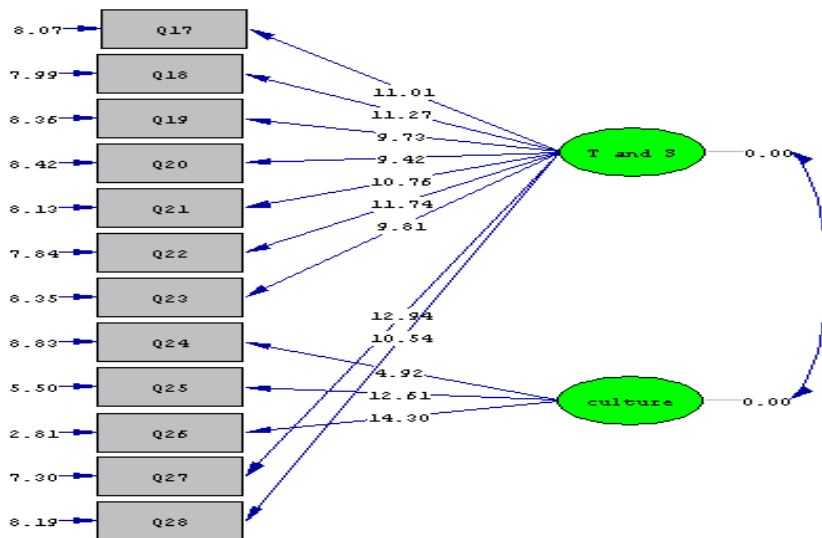 8.07 Q17
7.99 Q18
11.01
8.36 Q19
11.27
9.73
8.42 Q20
9.42
T and S 0.00
10.76
8.13 Q21
11.74
9.81
7.84 Q22
8.35 Q23
12.94
8.83 Q24
10.54
4.92
5.50 Q25
12.61
culture 0.00
14.30
2.81 Q26
7.30 Q27
8.19 Q28